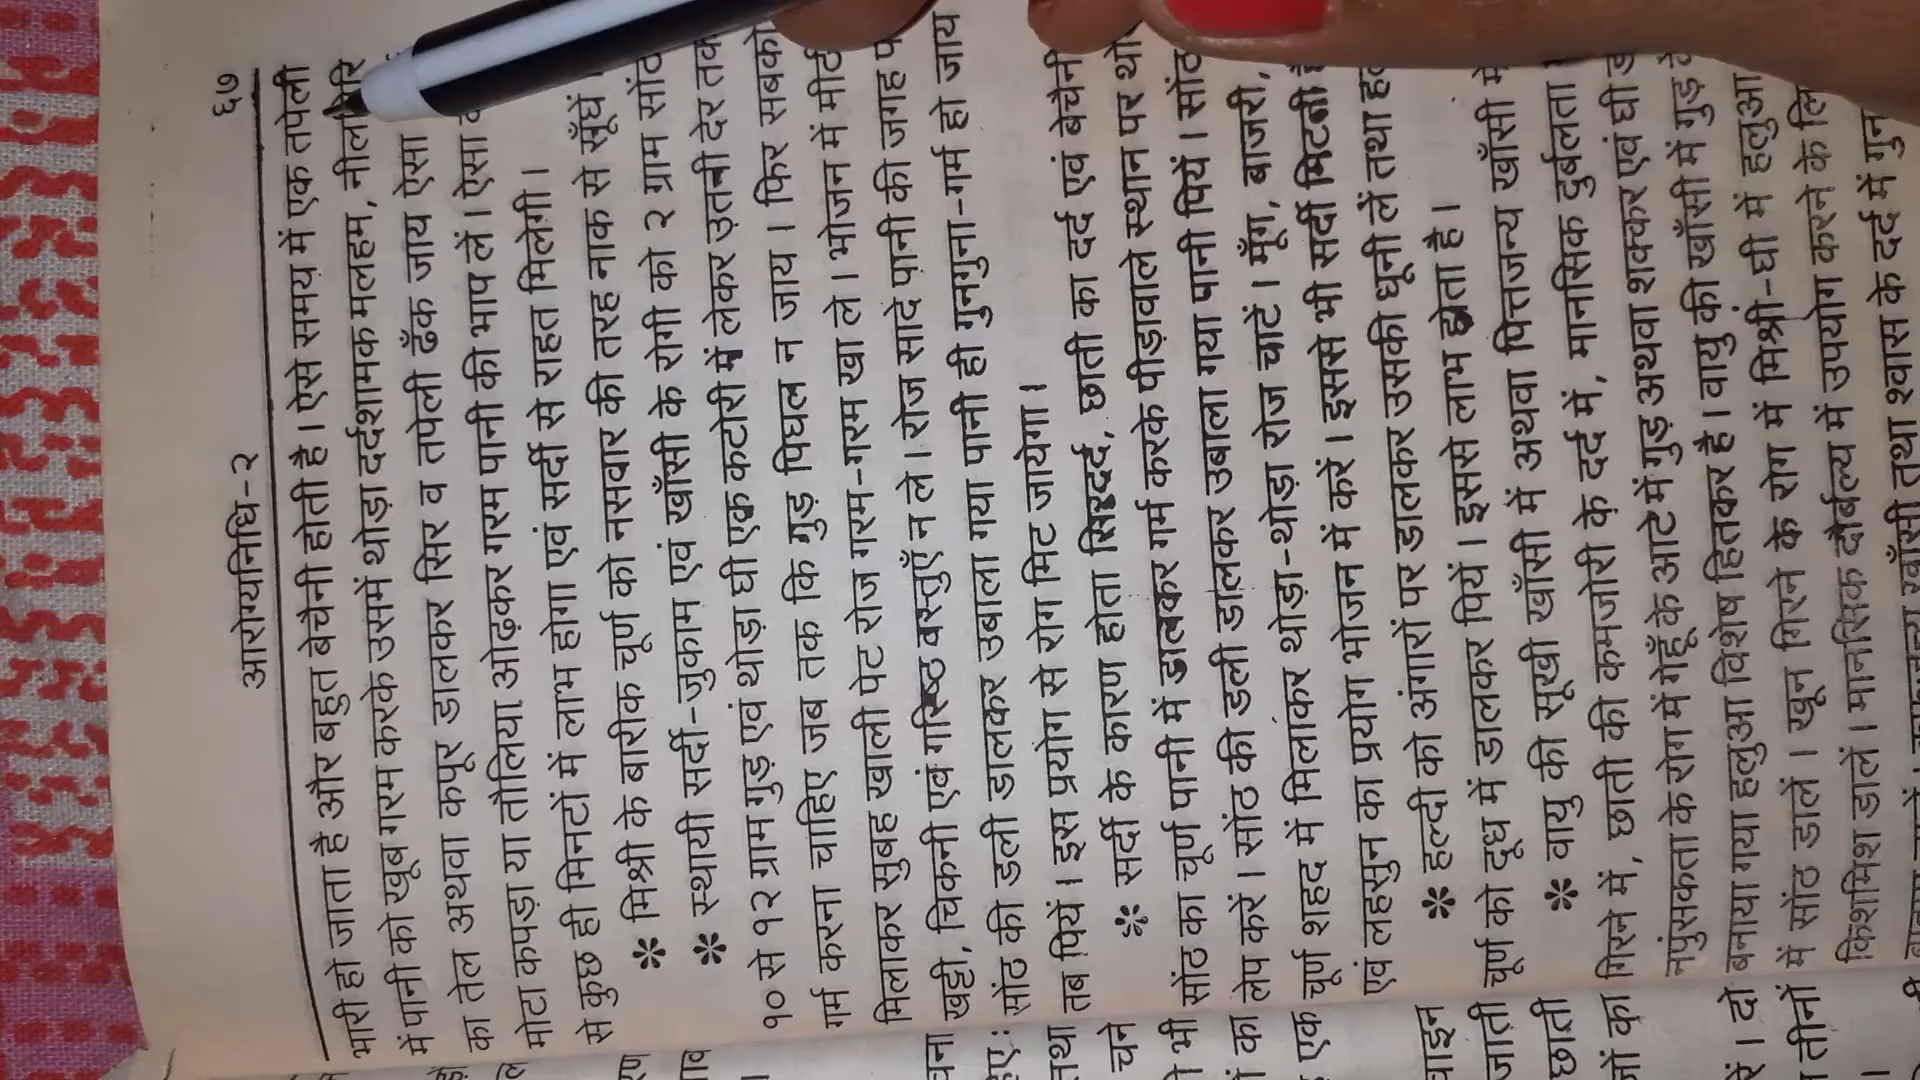 आरोग्यनिधि-२ ६७
भारी हो जाता है और बहुत बेचैनी होती है । ऐसे समय में एक तपेली
में पानी को खूब गरम करके उसमें थोड़ा दर्दशामक मलहम, नीलगिरि
का तेल अथवा कपूर डालकर सिर व तपेली ढँक जाय ऐसा
मोटा कपड़ा या तौलिया ओढ़कर गरम पानी की भाप लें । ऐसा
से कुछ ही मिनटों में लाभ होगा एवं सर्दी से राहत मिलेगी ।
* मिश्री के बारीक चूर्ण को नसवार की तरह नाक से सूँघें
* स्थायी सर्दी-जुकाम एवं खाँसी के रोगी को २ ग्राम सोंठ
१० से १२ ग्राम गुड़ एवं थोड़ा घी एक कटोरी में लेकर उतनी देर तक
गर्म करना चाहिए जब तक कि गुड़ पिघल न जाय । फिर सबको
मिलाकर सुबह खाली पेट रोज गरम-गरम खा ले । भोजन में मीठी
खट्टी, चिकनी एवं गरिष्ठ वस्तुएँ न ले । रोज सादे पानी की जगह प
सोंठ की डली डालकर उबाला गया पानी ही गुनगुना-गर्म हो जाय
तब पियें । इस प्रयोग से रोग मिट जायेगा ।
* सर्दी के कारण होता सिरदर्द, छाती का दर्द एवं बेचैनी
सोंठ का चूर्ण पानी में डालकर गर्म करके पीड़ावाले स्थान पर थो
लेप करें । सोंठ की डली डालकर उबाला गया पानी पियें । सोंठ
चूर्ण शहद में मिलाकर थोड़ा-थोड़ा रोज चाटें । मूँग, बाजरी,
एवं लहसुन का प्रयोग भोजन में करें । इससे भी सर्दी मिटती है
* हल्दी को अंगारों पर डालकर उसकी धूनी लें तथा ह
चूर्ण को दूध में डालकर पियें । इससे लाभ होता है ।
* वायु की सूखी खाँसी में अथवा पित्तजन्य खाँसी में
गिरने में, छाती की कमजोरी के दर्द में, मानसिक दुर्बलता
नपुंसकता के रोग में गेहूँ के आटे में गुड़ अथवा शक्कर एवं घी ड
बनाया गया हलुआ विशेष हितकर है । वायु की खाँसी में गुड़ के
में सोंठ डालें । खून गिरने के रोग में मिश्री-घी में हलुआ
किशमिश डालें । मानसिक दौर्बल्य में उपयोग करने के लि
खाँसी तथा श्वास के दर्द में गुन